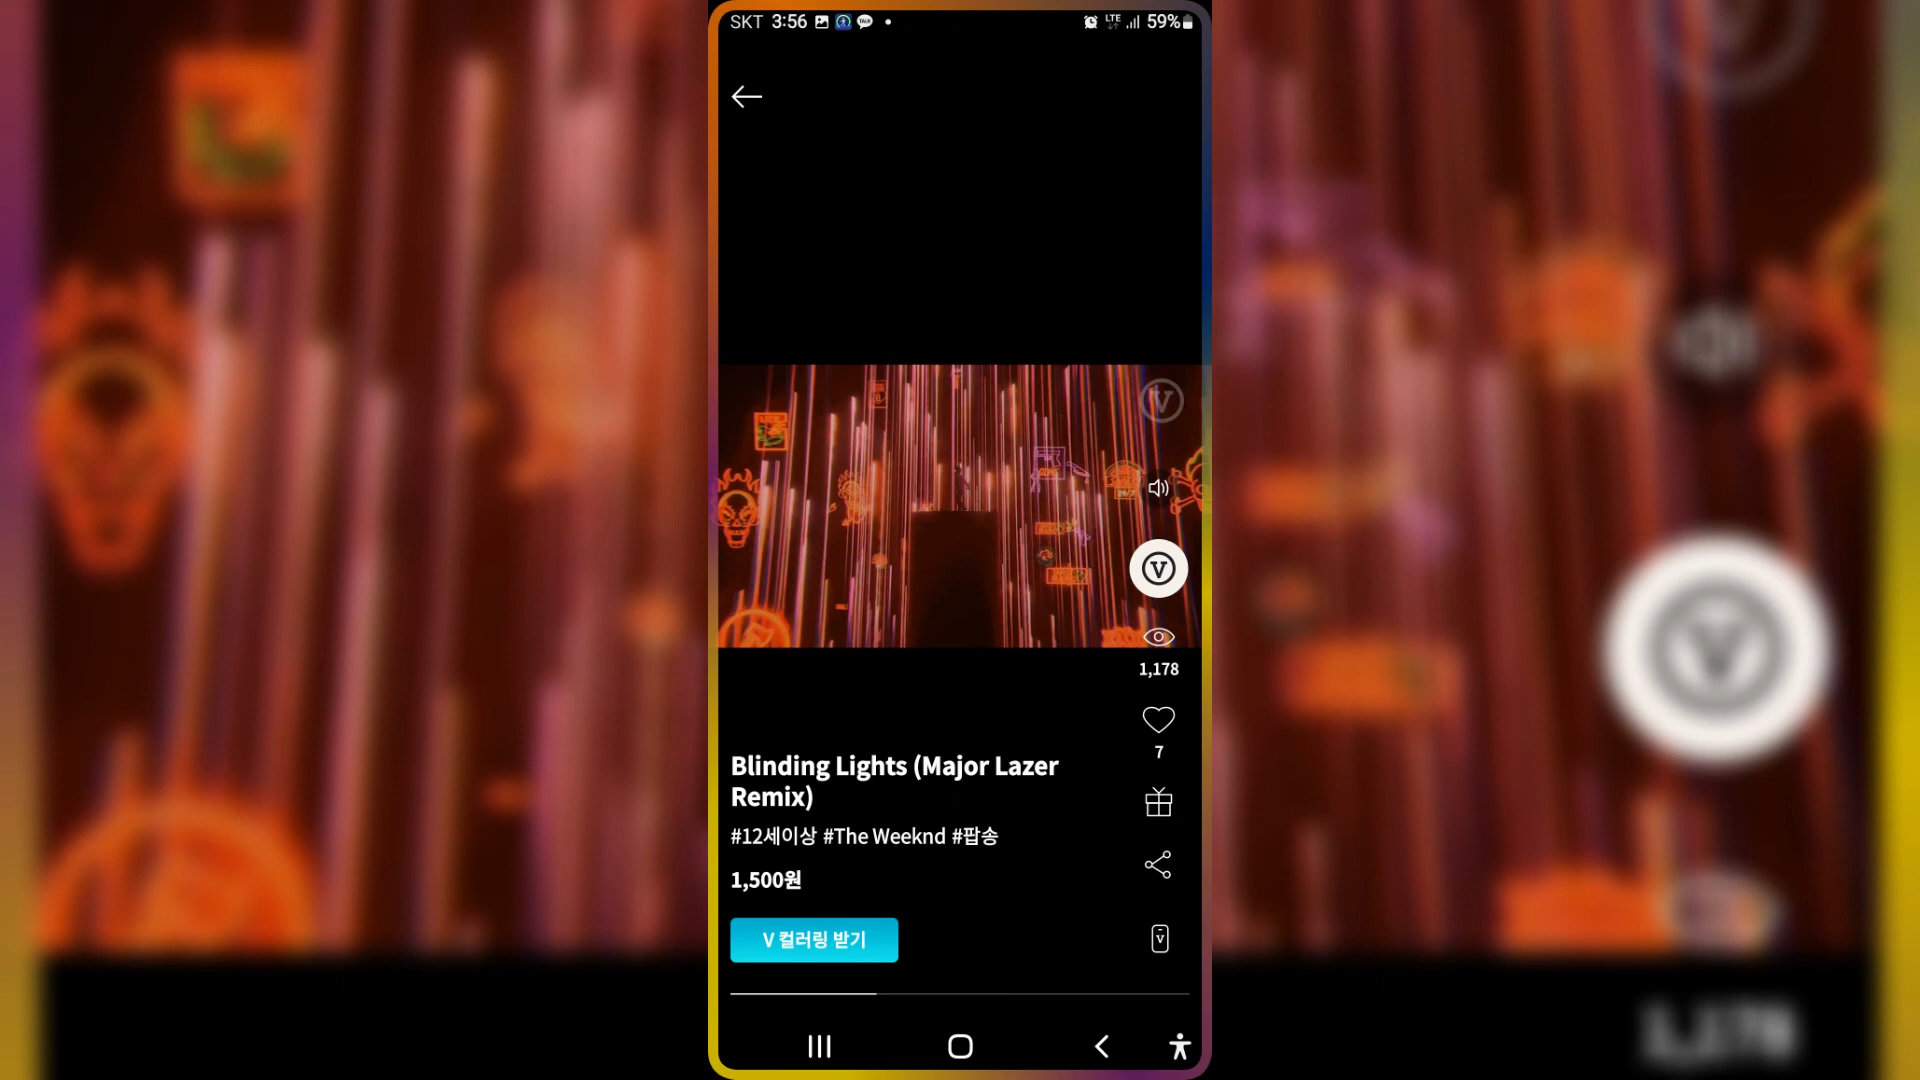 SKT 3:56
LTE 59%
V
V
1,178
7
Blinding Lights (Major Lazer
Remix)
#12세이상 #The Weeknd #팝송
1,500원
V 컬러링 받기
V